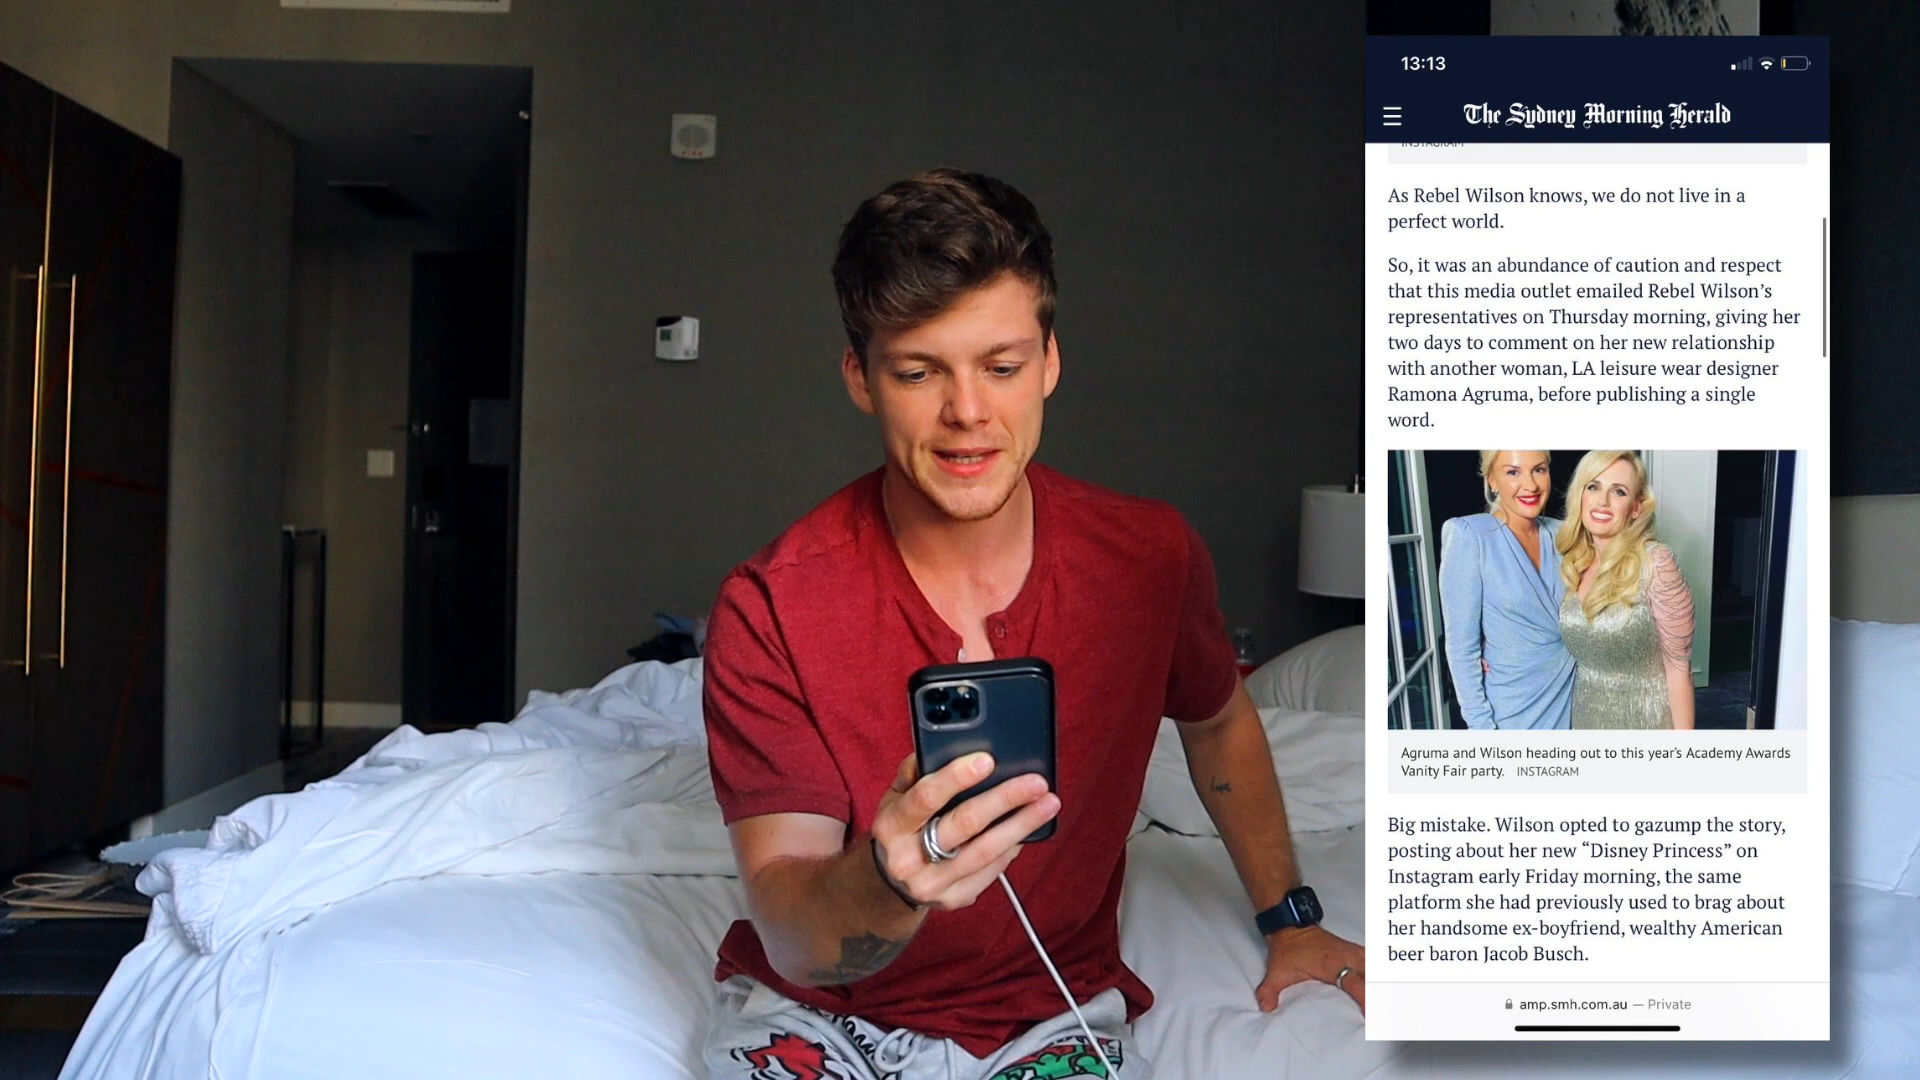 13:13
The Sydney Morning Herald
INSTAGRAM
As Rebel Wilson knows, we do not live in a
perfect world.
So, it was an abundance of caution and respect
that this media outlet emailed Rebel Wilson’s
representatives on Thursday morning, giving her
two days to comment on her new relationship
with another woman, LA leisure wear designer
Ramona Agruma, before publishing a single
word.
Agruma and Wilson heading out to this year's Academy Awards
Vanity Fair party. INSTAGRAM
Big mistake. Wilson opted to gazump the story,
posting about her new “Disney Princess” on
Instagram early Friday morning, the same
platform she had previously used to brag about
her handsome ex-boyfriend, wealthy American
beer baron Jacob Busch.
amp.smh.com.au — Private
love
FIRE